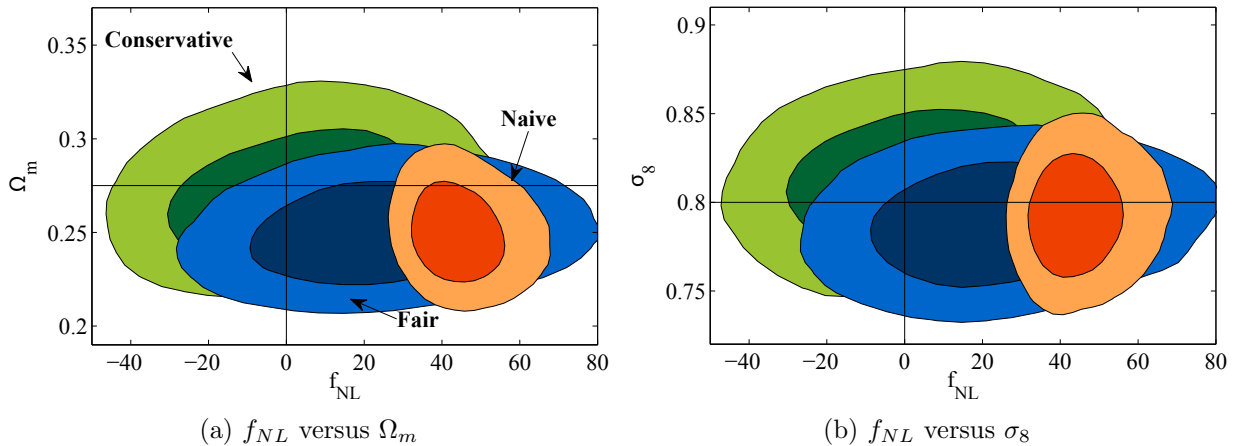 Conservative
Naive
Fair
0.35
0.3
0.25
0.2
Ω_m
−40 −20 0 20 40 60 80
f_NL
(a) f_NL versus Ω_m
0.9
0.85
0.8
0.75
σ_8
−40 −20 0 20 40 60 80
f_NL
(b) f_NL versus σ_8